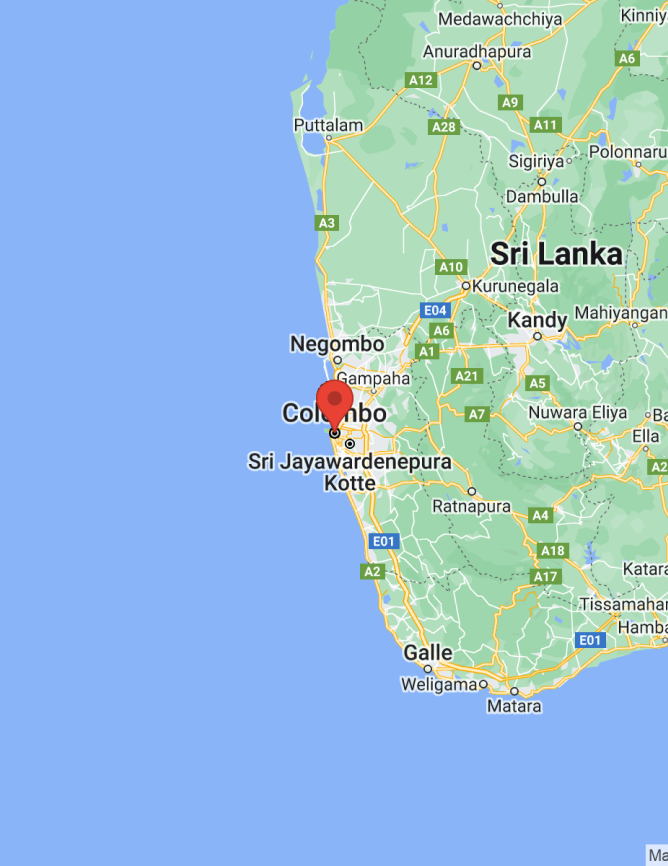 Medawachchiya
Kinniy
Anuradhapura
A6
A12
A9
Puttalam
A28
A11
Sigiriya
Polonnaru
Dambulla
A3
Sri Lanka
A10
Kurunegala
E04
Mahiyangan
Kandy
A6
Negombo
A1
Gampaha
A21
A5
Colombo
A7
Nuwara Eliya
Ba
Ella
Sri Jayawardenepura
Kotte
A2
Ratnapura
A4
E01
A18
A2
Katara
A17
Tissamahar
Hamba
E01
Galle
Weligama
Matara
Ma